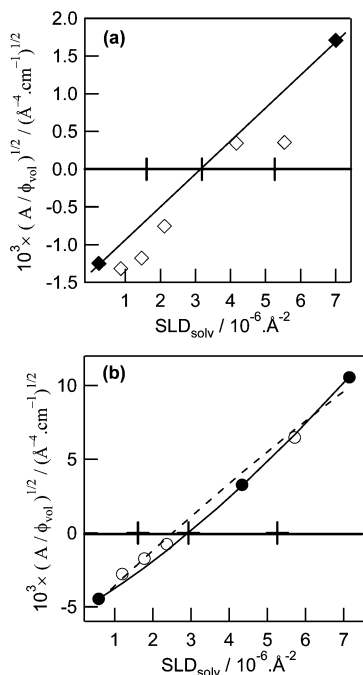 (a)
10³ × (A / ϕvol)^1/2 / (Å⁻⁴.cm⁻¹)^1/2
2.0
1.5
1.0
0.5
0.0
-0.5
-1.0
-1.5
1 2 3 4 5 6 7
SLDsolv / 10⁻⁶.Å⁻²
(b)
10³ × (A / ϕvol)^1/2 / (Å⁻⁴.cm⁻¹)^1/2
10
5
0
-5
1 2 3 4 5 6 7
SLDsolv / 10⁻⁶.Å⁻²